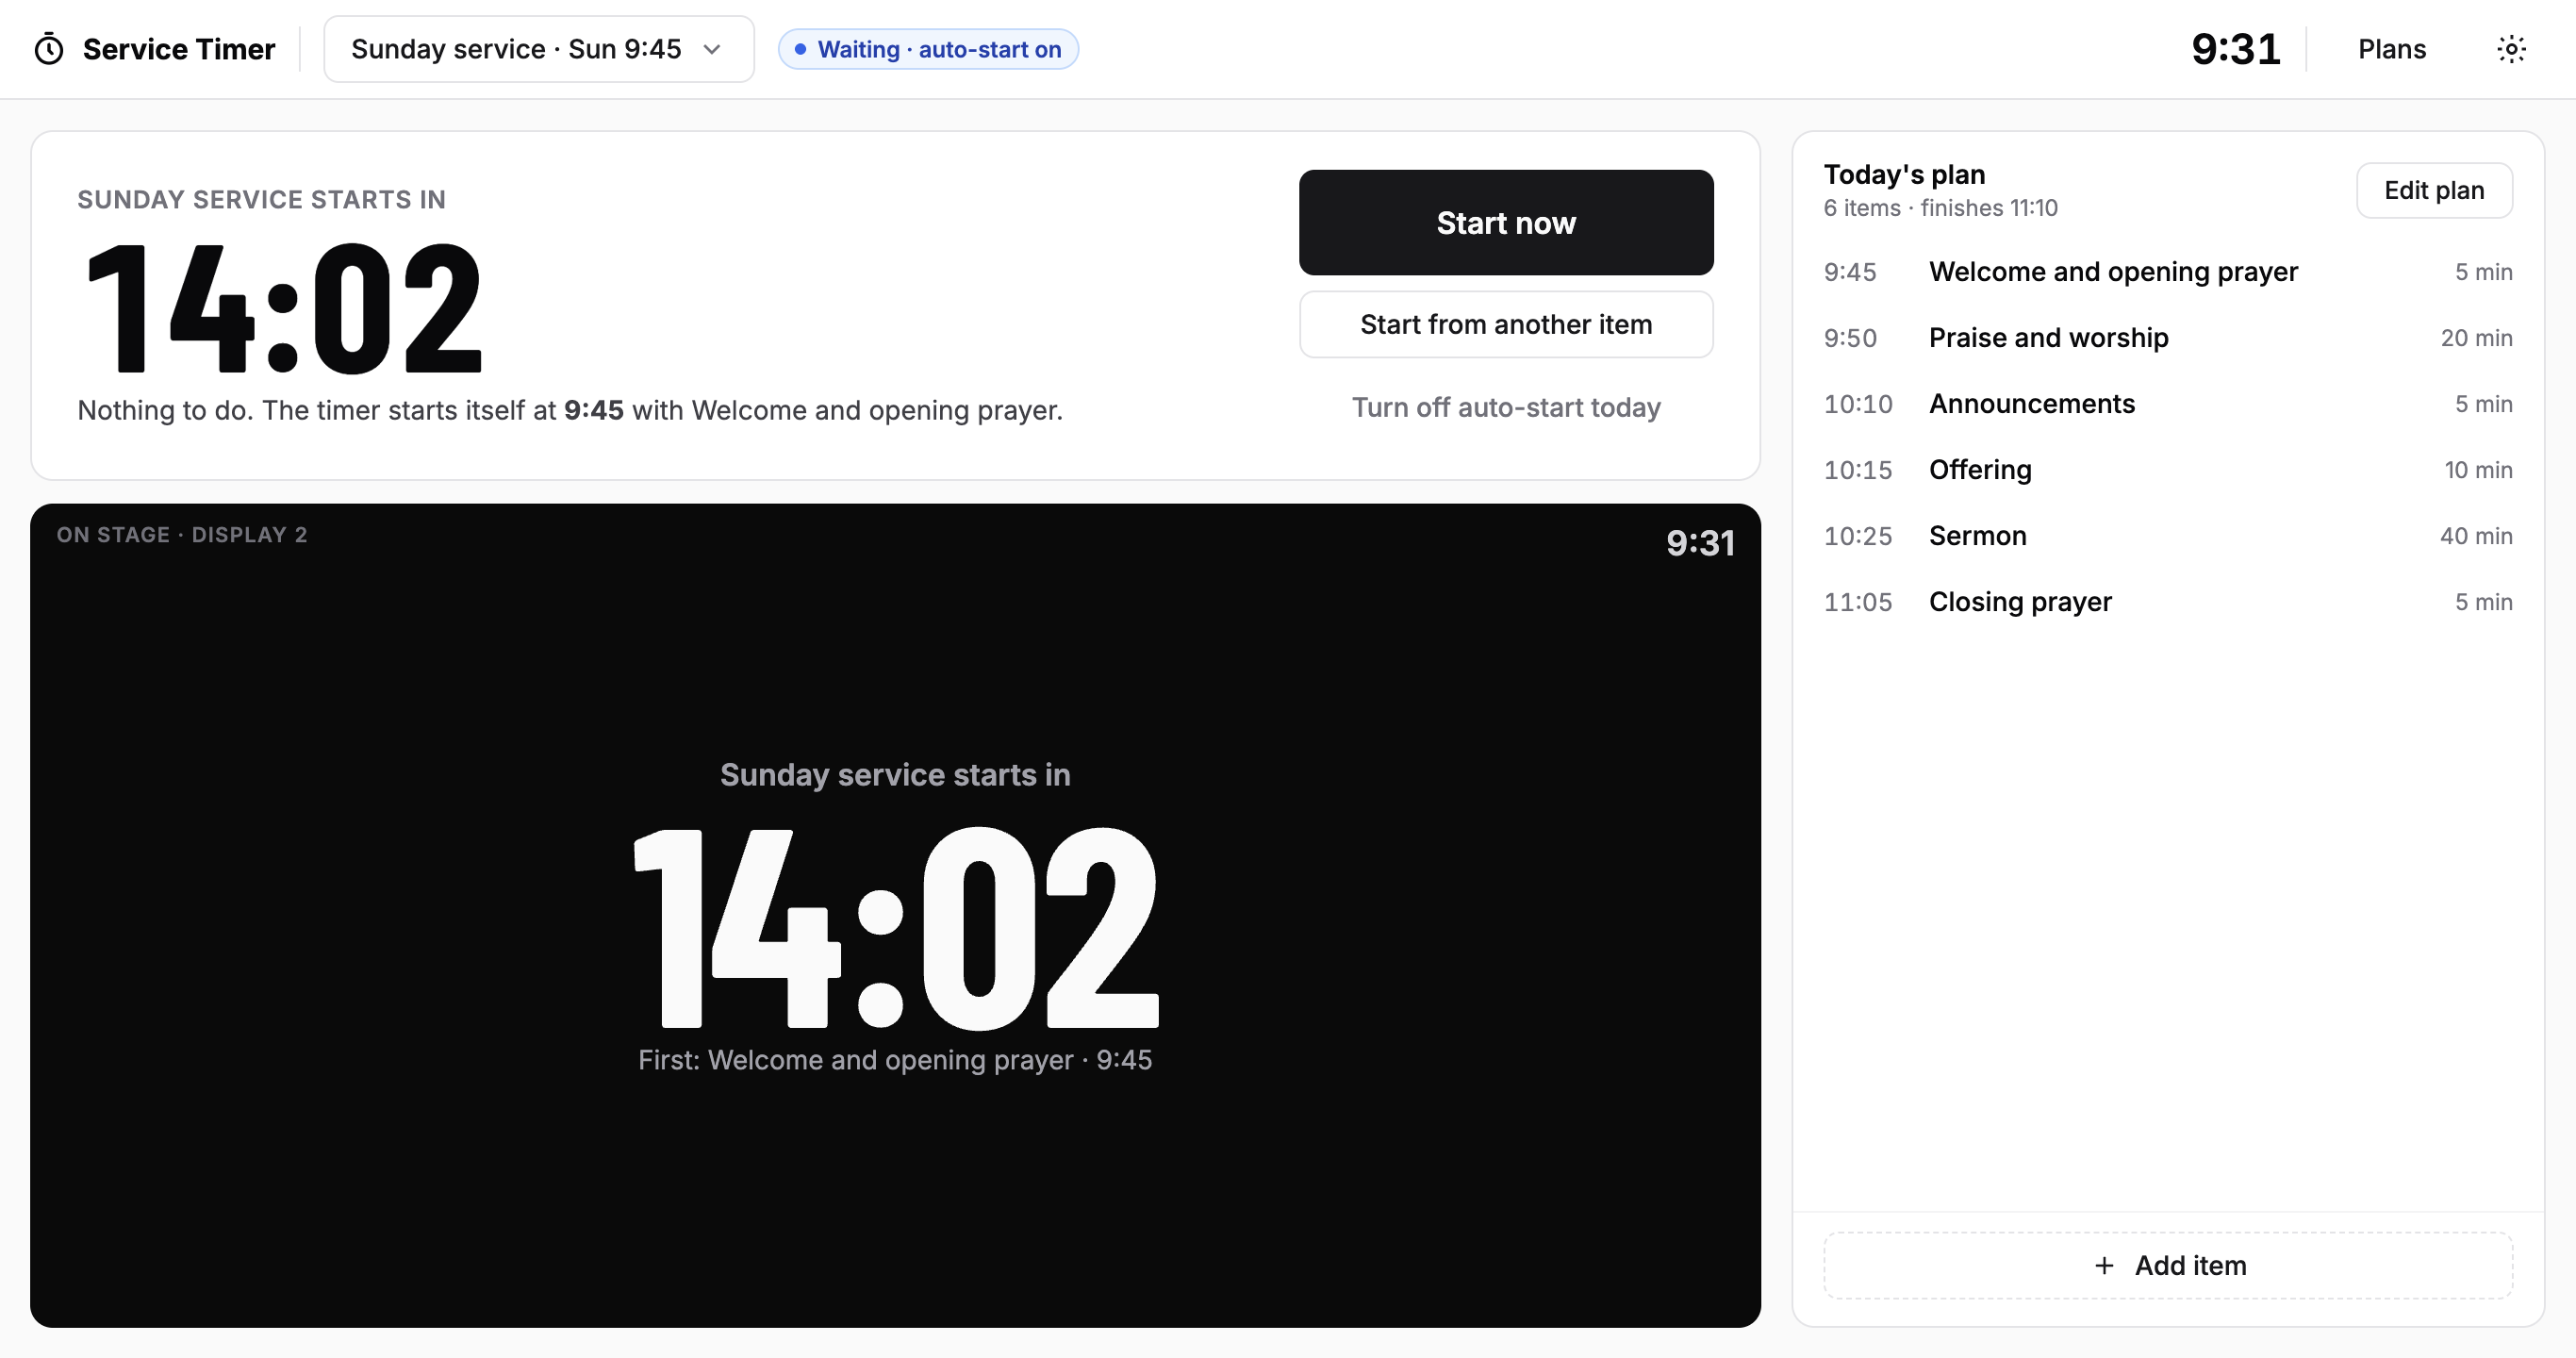 Service Timer
Sunday service · Sun 9:45
Waiting · auto-start on
9:31
Plans
SUNDAY SERVICE STARTS IN
14:02
Nothing to do. The timer starts itself at 9:45 with Welcome and opening prayer.
Start now
Start from another item
Turn off auto-start today
ON STAGE · DISPLAY 2
9:31
Sunday service starts in
14:02
First: Welcome and opening prayer · 9:45
Today's plan
6 items · finishes 11:10
Edit plan
9:45 Welcome and opening prayer 5 min
9:50 Praise and worship 20 min
10:10 Announcements 5 min
10:15 Offering 10 min
10:25 Sermon 40 min
11:05 Closing prayer 5 min
+ Add item